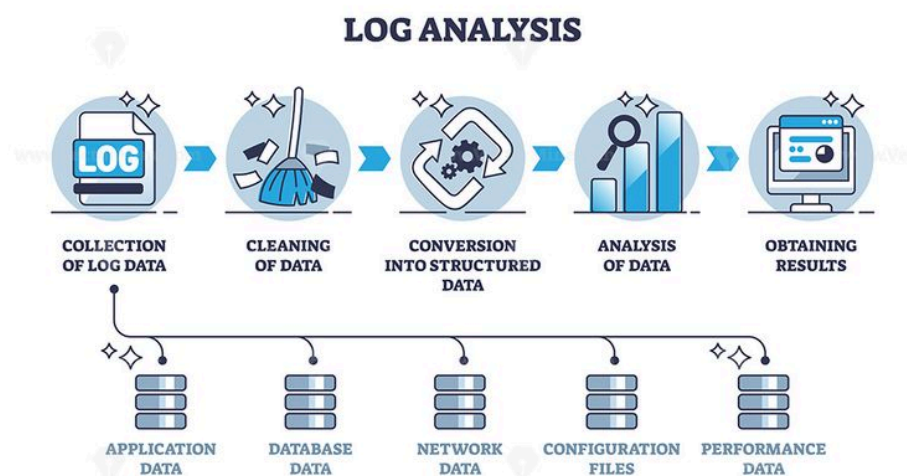 LOG ANALYSIS
LOG
COLLECTION
OF LOG DATA
CLEANING
OF DATA
CONVERSION
INTO STRUCTURED
DATA
ANALYSIS
OF DATA
OBTAINING
RESULTS
APPLICATION
DATA
DATABASE
DATA
NETWORK
DATA
CONFIGURATION
FILES
PERFORMANCE
DATA